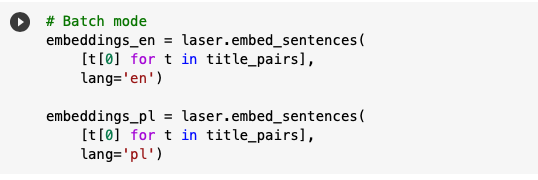 # Batch mode
embeddings_en = laser.embed_sentences(
    [t[0] for t in title_pairs],
    lang='en')

embeddings_pl = laser.embed_sentences(
    [t[0] for t in title_pairs],
    lang='pl')